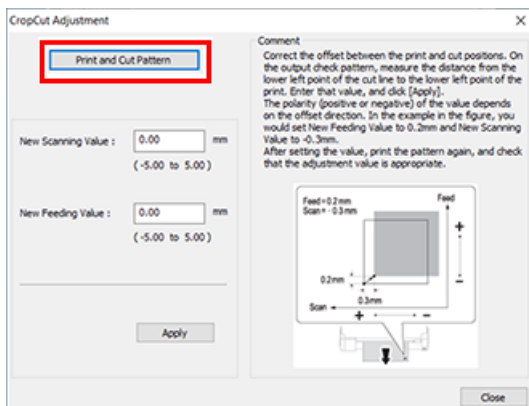 CropCut Adjustment
Print and Cut Pattern
New Scanning Value :
0.00
mm
(-5.00 to 5.00)
New Feeding Value :
0.00
mm
(-5.00 to 5.00)
Apply
Comment
Correct the offset between the print and cut positions. On
the output check pattern, measure the distance from the
lower left point of the cut line to the lower left point of the
print. Enter that value, and click [Apply].
The polarity (positive or negative) of the value depends
on the offset direction. In the example in the figure, you
would set New Feeding Value to 0.2mm and New Scanning
Value to -0.3mm.
After setting the value, print the pattern again, and check
that the adjustment value is appropriate.
Feed=0.2 mm
Scan= - 0.3 mm
Feed
+
0.2mm
−
0.3mm
Scan
+
−
Close